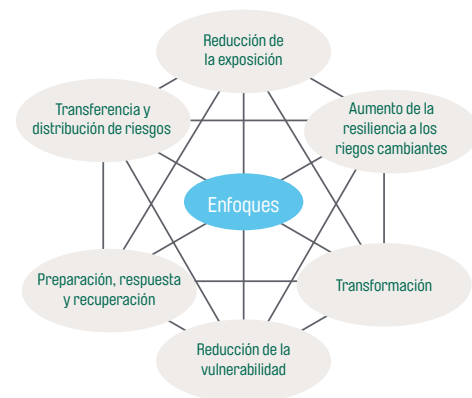 Reducción de
la exposición
Transferencia y
distribución de riesgos
Aumento de la
resiliencia a los
riegos cambiantes
Enfoques
Preparación, respuesta
y recuperación
Transformación
Reducción de la
vulnerabilidad